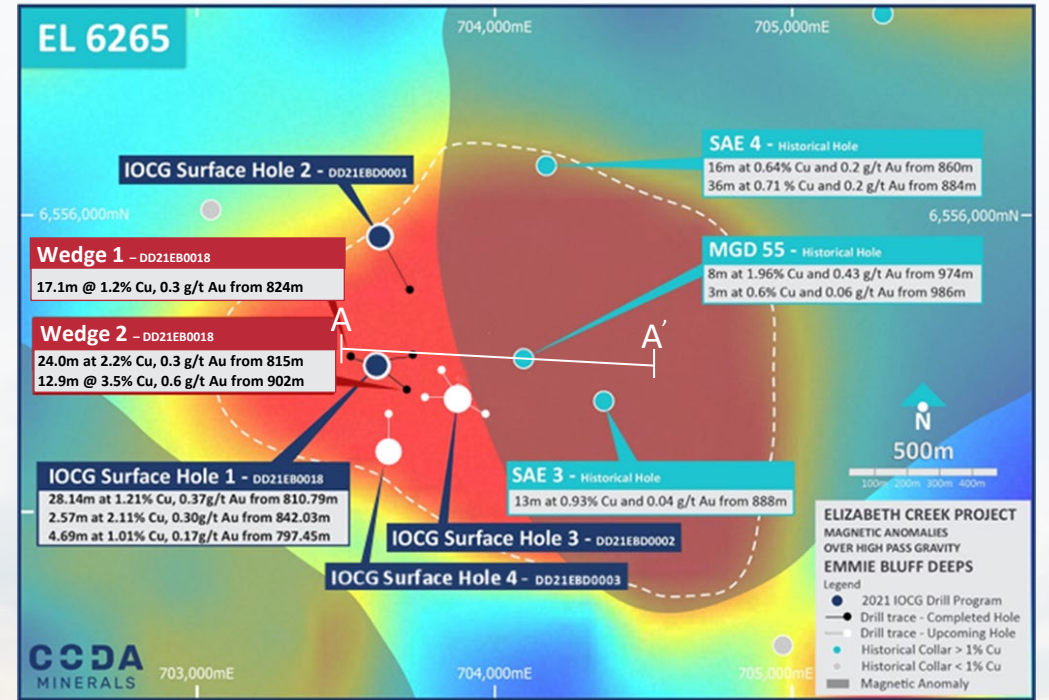 EL 6265
704,000mE
705,000mE
SAE 4 - Historical Hole
16m at 0.64% Cu and 0.2 g/t Au from 860m
36m at 0.71 % Cu and 0.2 g/t Au from 884m
IOCG Surface Hole 2 - DD21EBD0001
6,556,000mN
6,556,000mN
Wedge 1 – DD21EB0018
17.1m @ 1.2% Cu, 0.3 g/t Au from 824m
MGD 55 - Historical Hole
8m at 1.96% Cu and 0.43 g/t Au from 974m
3m at 0.6% Cu and 0.06 g/t Au from 986m
Wedge 2 – DD21EB0018
24.0m at 2.2% Cu, 0.3 g/t Au from 815m
12.9m @ 3.5% Cu, 0.6 g/t Au from 902m
A
A’
N
500m
100m 200m 300m 400m
IOCG Surface Hole 1 - DD21EBD0018
28.14m at 1.21% Cu, 0.37g/t Au from 810.79m
2.57m at 2.11% Cu, 0.30g/t Au from 842.03m
4.69m at 1.01% Cu, 0.17g/t Au from 797.45m
SAE 3 - Historical Hole
13m at 0.93% Cu and 0.04 g/t Au from 888m
IOCG Surface Hole 3 - DD21EBD0002
IOCG Surface Hole 4 - DD21EBD0003
ELIZABETH CREEK PROJECT
MAGNETIC ANOMALIES
OVER HIGH PASS GRAVITY
EMMIE BLUFF DEEPS
Legend
2021 IOCG Drill Program
Drill trace - Completed Hole
Drill trace - Upcoming Hole
Historical Collar > 1% Cu
Historical Collar < 1% Cu
Magnetic Anomaly
CODA
MINERALS
703,000mE
704,000mE
705,000mE